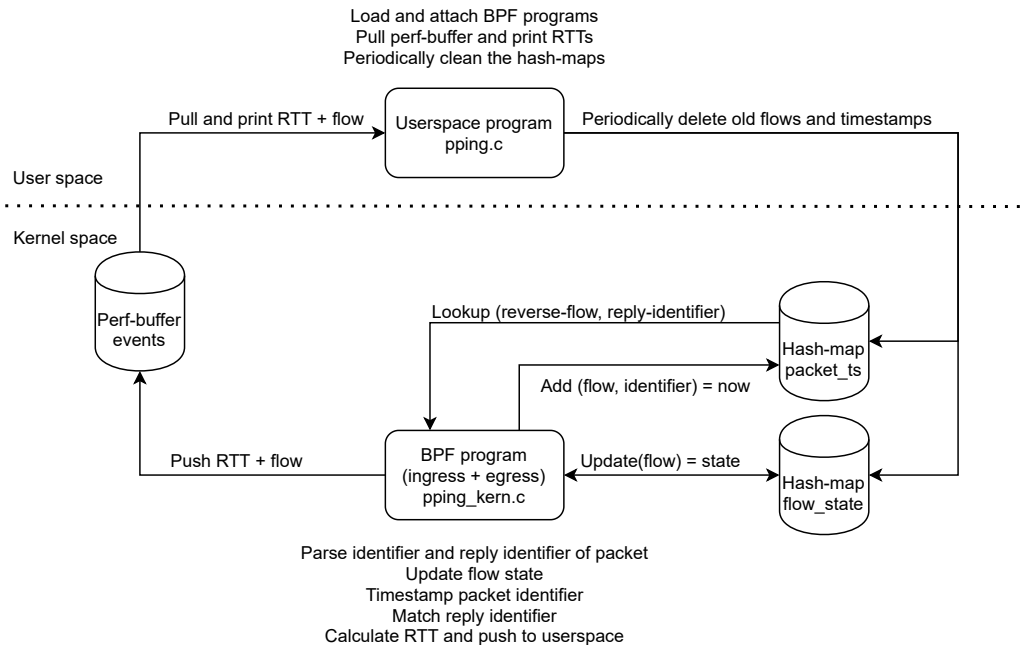 Load and attach BPF programs
Pull perf-buffer and print RTTs
Periodically clean the hash-maps
Pull and print RTT + flow
Userspace program
pping.c
Periodically delete old flows and timestamps
User space
Kernel space
Perf-buffer
events
Lookup (reverse-flow, reply-identifier)
Hash-map
packet_ts
Add (flow, identifier) = now
Push RTT + flow
BPF program
(ingress + egress)
pping_kern.c
Update(flow) = state
Hash-map
flow_state
Parse identifier and reply identifier of packet
Update flow state
Timestamp packet identifier
Match reply identifier
Calculate RTT and push to userspace